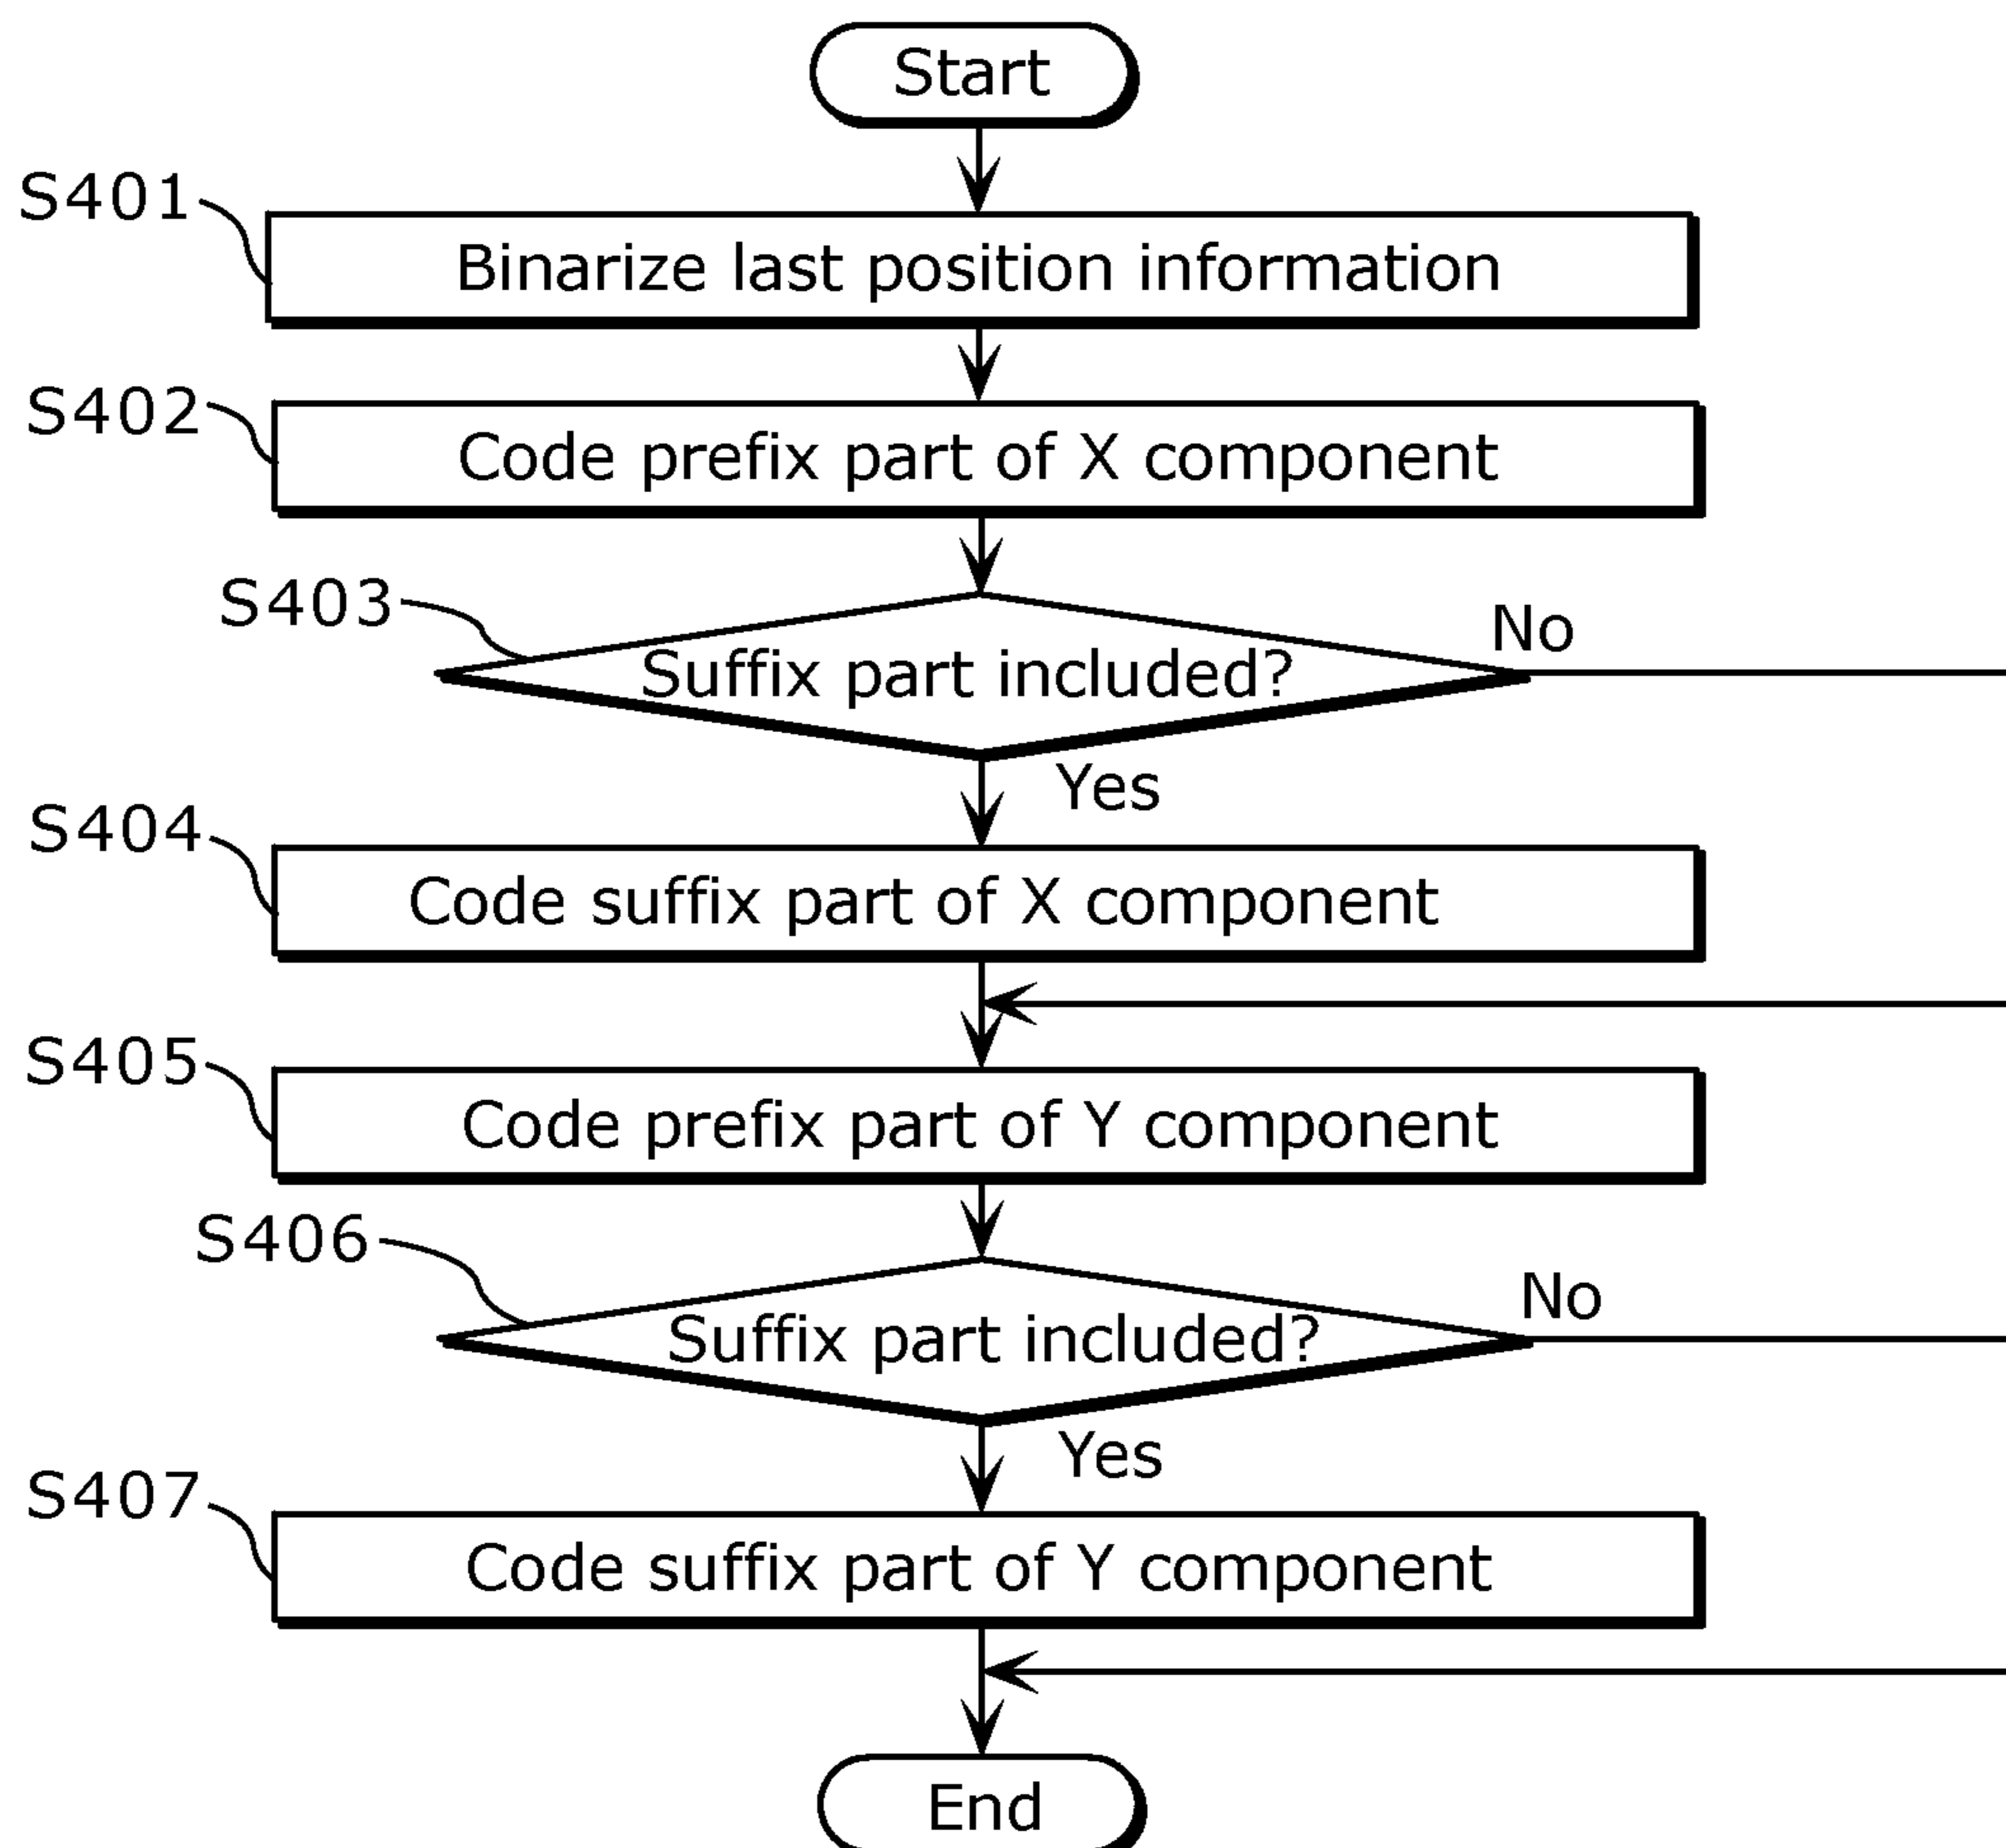 Start
S401
Binarize last position information
S402
Code prefix part of X component
S403
No
Suffix part included?
Yes
S404
Code suffix part of X component
S405
Code prefix part of Y component
S406
No
Suffix part included?
Yes
S407
Code suffix part of Y component
End